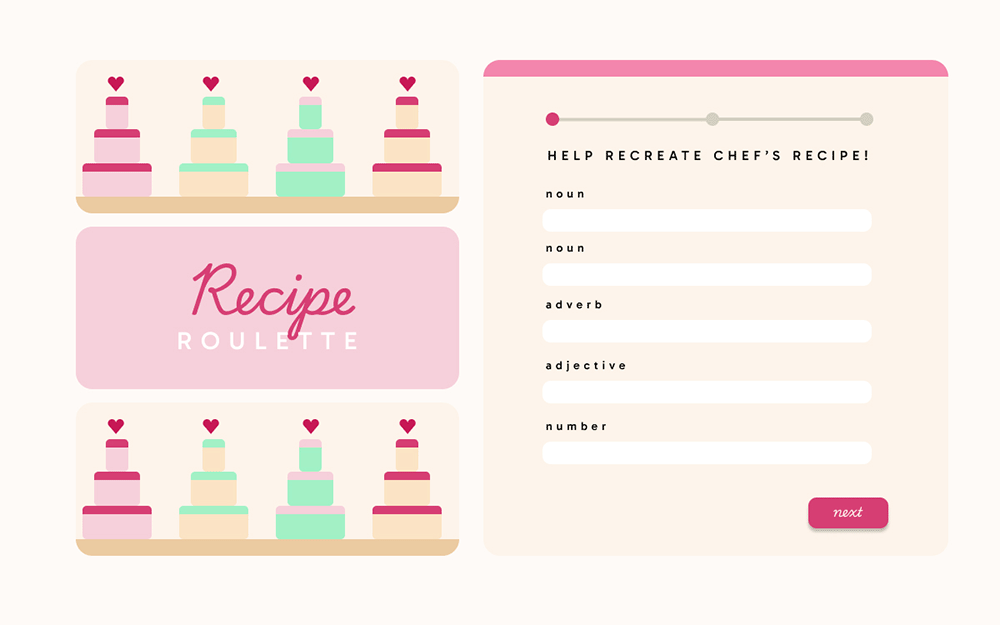 Recipe
ROULETTE
HELP RECREATE CHEF’S RECIPE!
noun
noun
adverb
adjective
number
next